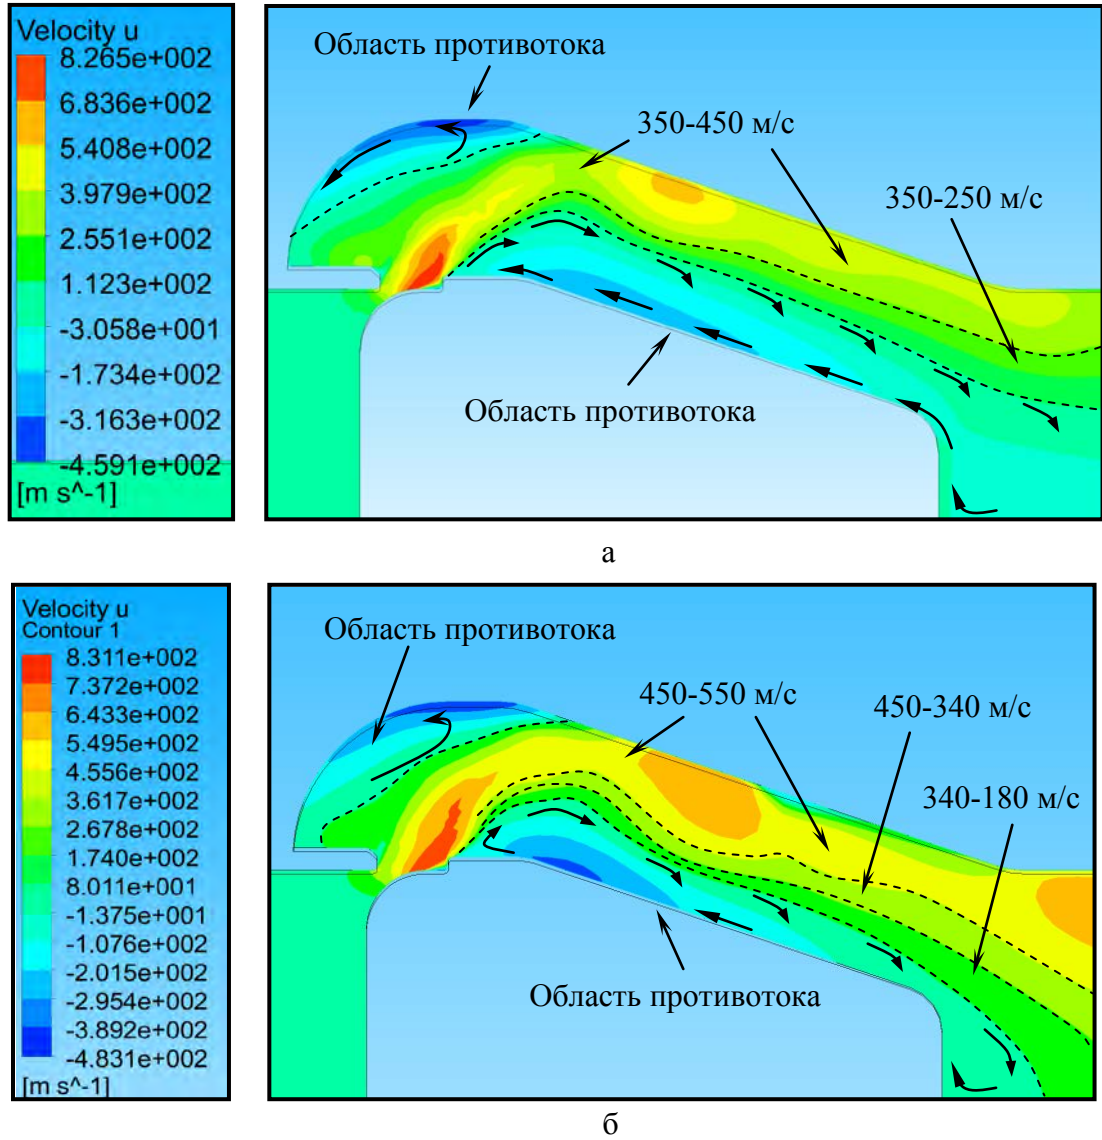 Velocity u
8.265e+002
6.836e+002
5.408e+002
3.979e+002
2.551e+002
1.123e+002
-3.058e+001
-1.734e+002
-3.163e+002
-4.591e+002
[m s^-1]
Область противотока
350-450 м/с
350-250 м/с
Область противотока
а
Velocity u
Contour 1
8.311e+002
7.372e+002
6.433e+002
5.495e+002
4.556e+002
3.617e+002
2.678e+002
1.740e+002
8.011e+001
-1.375e+001
-1.076e+002
-2.015e+002
-2.954e+002
-3.892e+002
-4.831e+002
[m s^-1]
Область противотока
450-550 м/с
450-340 м/с
340-180 м/с
Область противотока
б